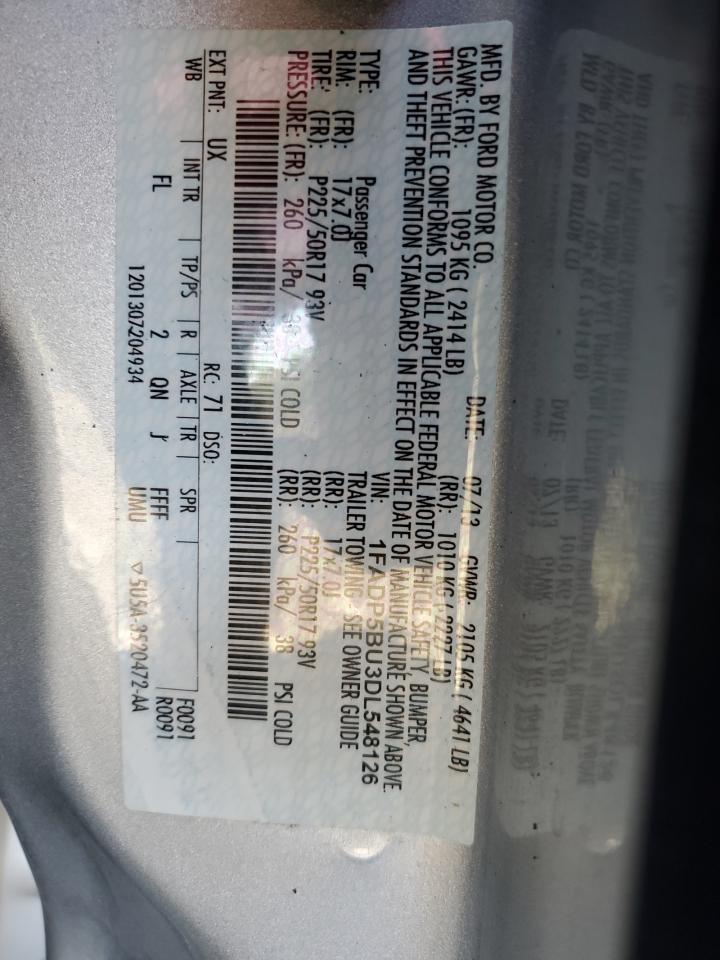 MFD. BY FORD MOTOR CO.
DATE: 07/13 GVWR: 2105 KG ( 4641 LB)
GAWR: (FR): 1095 KG ( 2414 LB) (RR): 1010 KG ( 2227 LB)
THIS VEHICLE CONFORMS TO ALL APPLICABLE FEDERAL MOTOR VEHICLE SAFETY, BUMPER,
AND THEFT PREVENTION STANDARDS IN EFFECT ON THE DATE OF MANUFACTURE SHOWN ABOVE.
VIN: 1FADP5BU3DL548126
TYPE: Passenger Car TRAILER TOWING - SEE OWNER GUIDE
RIM: (FR): 17x7.0J (RR): 17x7.0J
TIRE: (FR): P225/50R17 93V (RR): P225/50R17 93V
PRESSURE: (FR): 260 kPa/ 38 PSI COLD (RR): 260 kPa/ 38 PSI COLD
EXT PNT: UX RC: 71 DSO:
WB INT TR TP/PS R AXLE TR SPR F0091
FL 2 QN J FFFF R0091
1201307204934 UMU ▽5U5A-3520472-AA